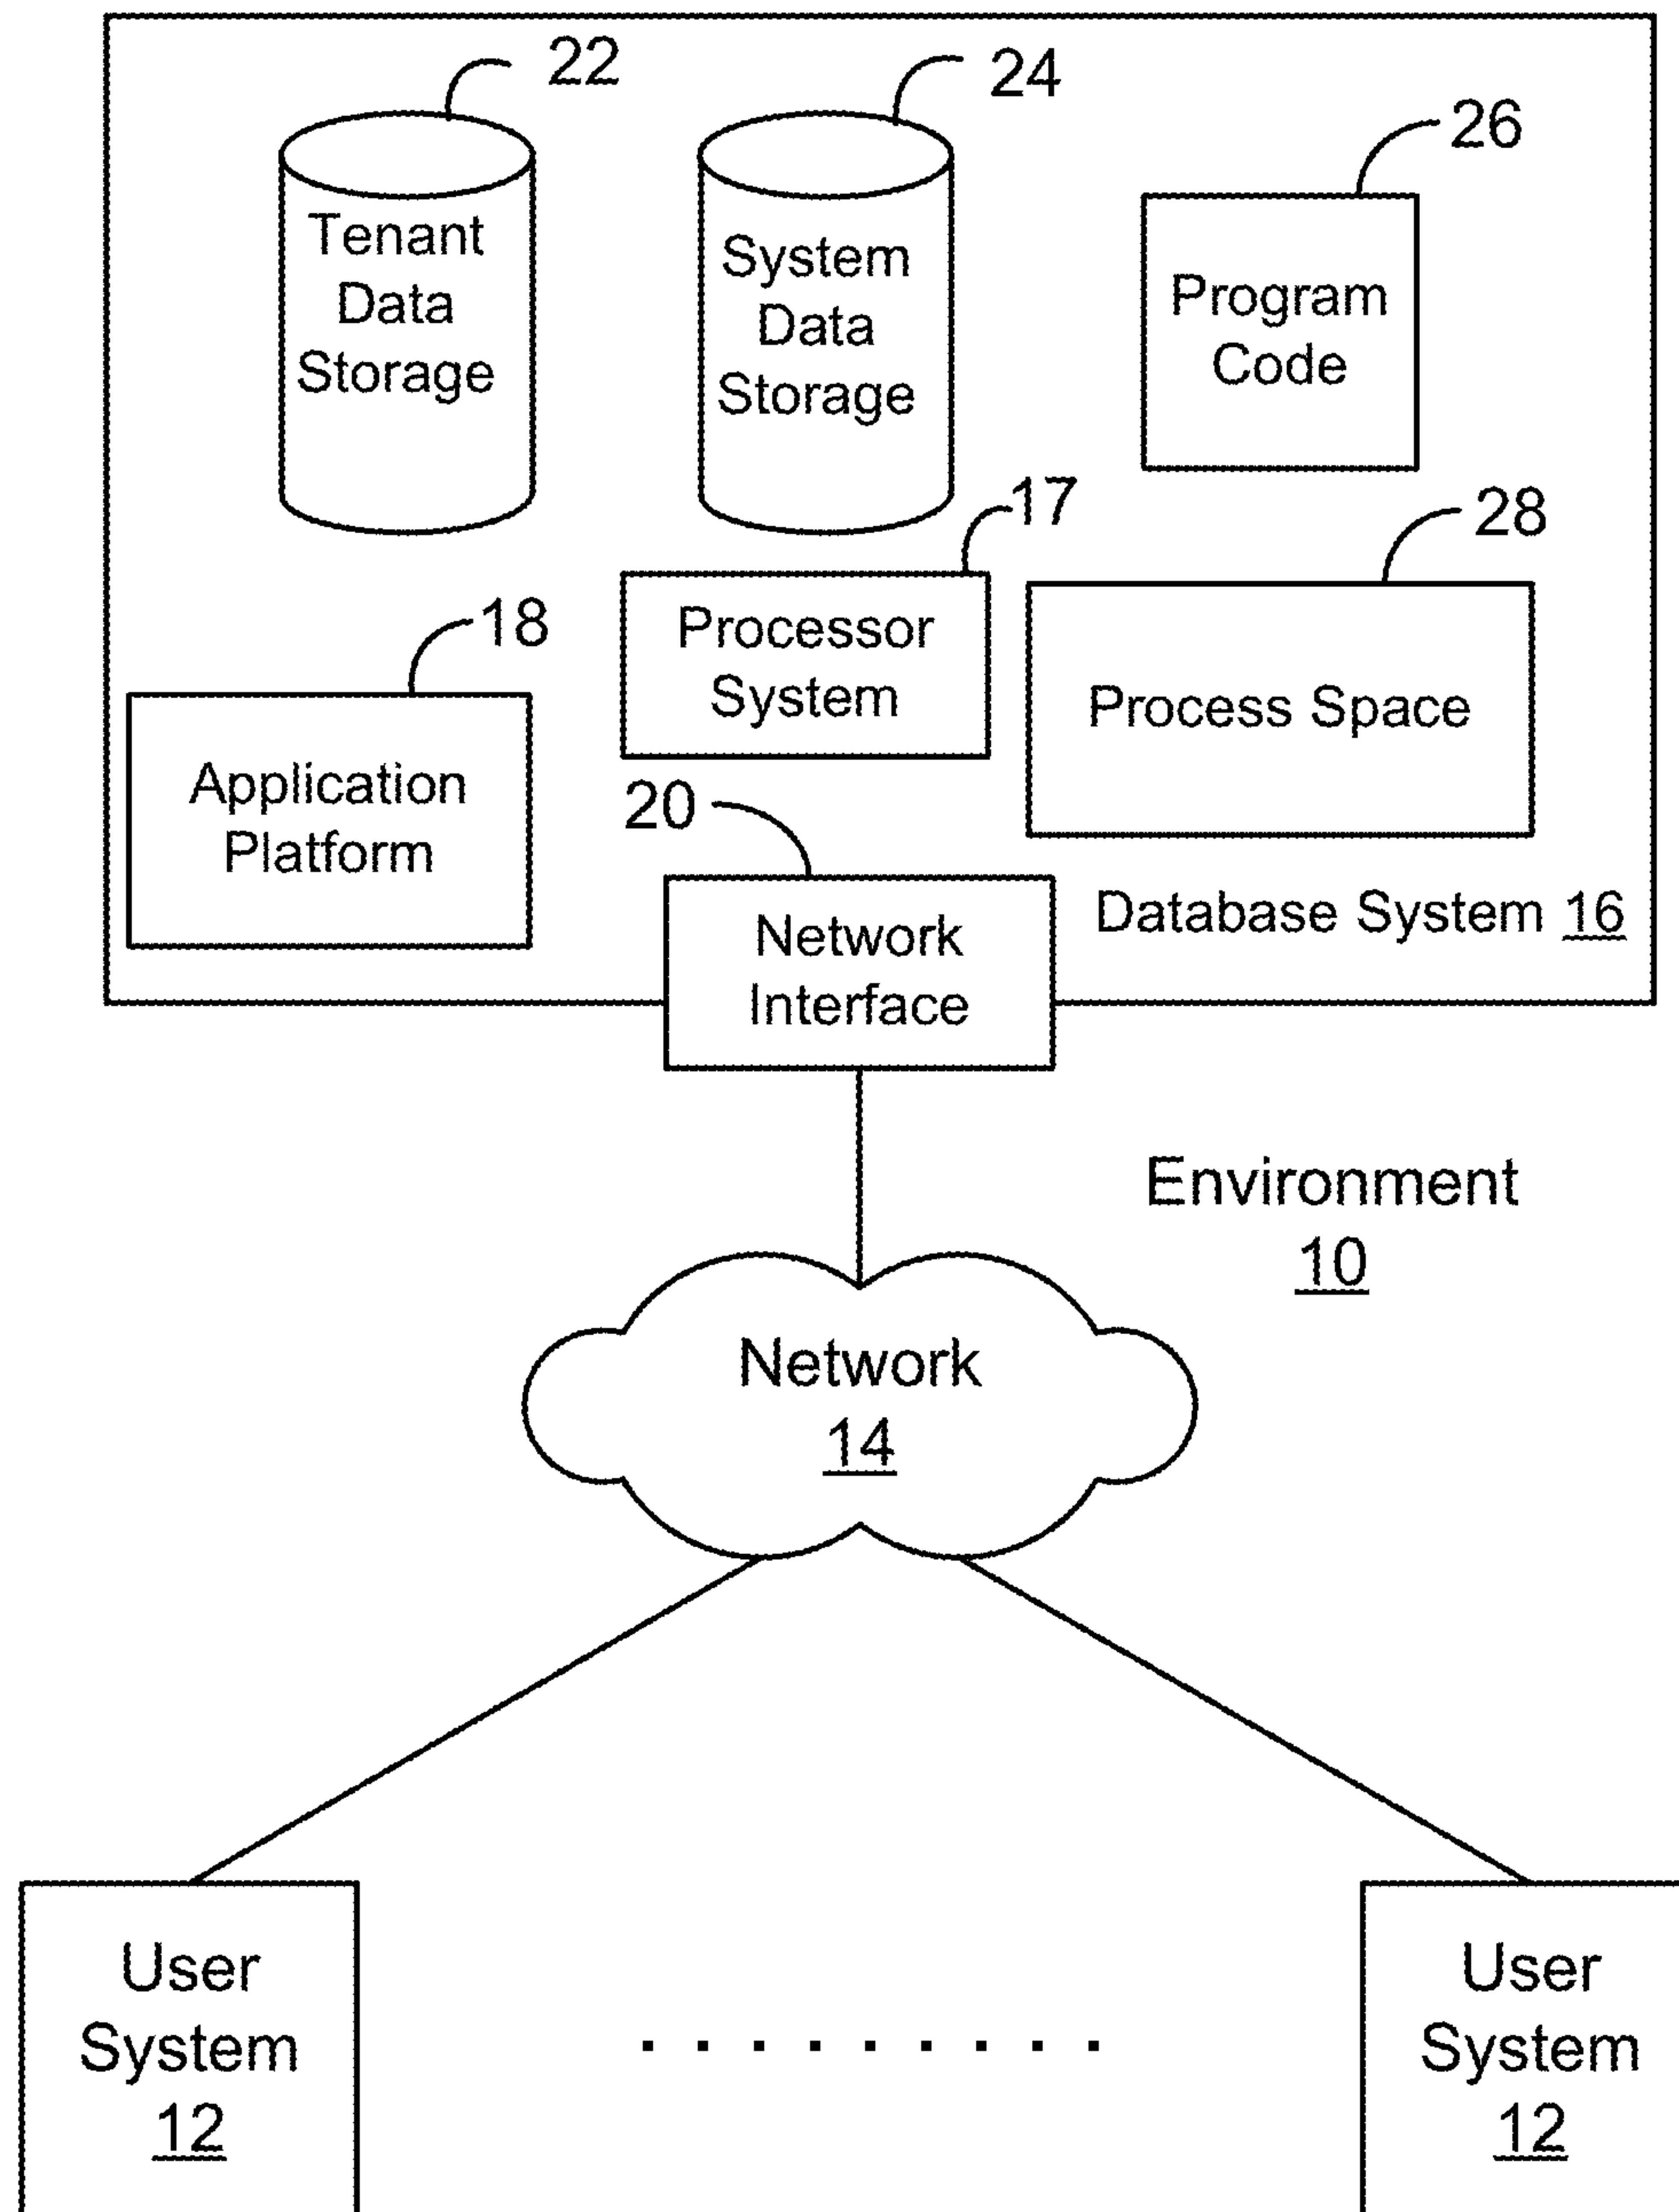 22
24
26
Tenant
Data
Storage
System
Data
Storage
Program
Code
17
28
18
Processor
System
Process Space
Application
Platform
20
Network
Interface
Database System 16
Environment
10
Network
14
User
System
12
. . . . . . . . .
User
System
12